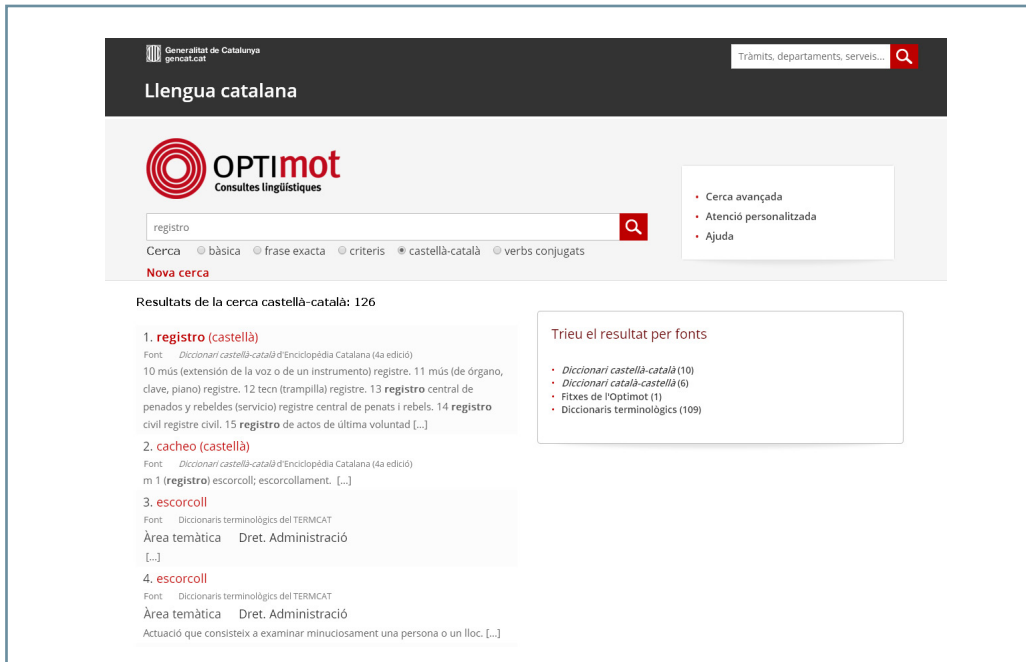 Generalitat de Catalunya
gencat.cat
Tràmits, departaments, serveis...
Llengua catalana
OPTIMOT
Consultes lingüístiques
registro
Cerca bàsica frase exacta criteris castellà-català verbs conjugats
Nova cerca
• Cerca avançada
• Atenció personalitzada
• Ajuda
Resultats de la cerca castellà-català: 126
1. registro (castellà)
Font Diccionari castellà-català d'Enciclopèdia Catalana (4a edició)
10 mús (extensión de la voz o de un instrumento) registre. 11 mús (de órgano,
clave, piano) registre. 12 tecn (trampilla) registre. 13 registro central de
penados y rebeldes (servicio) registre central de penats i rebels. 14 registro
civil registre civil. 15 registro de actos de última voluntad [...]
2. cacheo (castellà)
Font Diccionari castellà-català d'Enciclopèdia Catalana (4a edició)
m 1 (registro) escorcoll; escorcollament. [...]
3. escorcoll
Font Diccionaris terminològics del TERMCAT
Àrea temàtica Dret. Administració
[...]
4. escorcoll
Font Diccionaris terminològics del TERMCAT
Àrea temàtica Dret. Administració
Actuació que consisteix a examinar minuciosament una persona o un lloc. [...]
Trieu el resultat per fonts
• Diccionari castellà-català (10)
• Diccionari català-castellà (6)
• Fitxes de l'Optimot (1)
• Diccionaris terminològics (109)